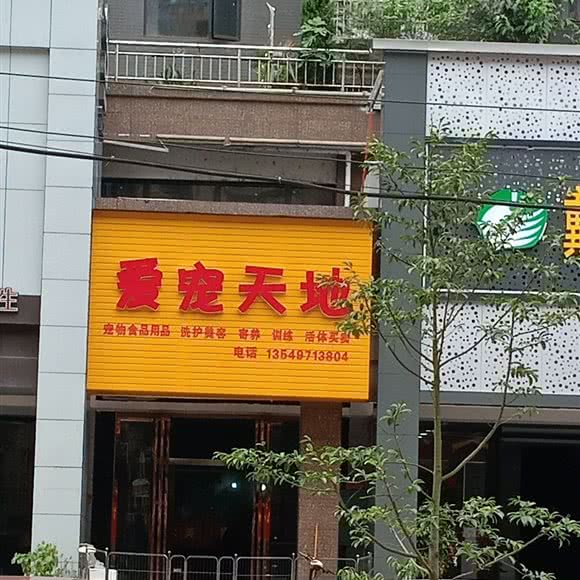 爱宠天地
宠物食品用品 洗护美容 寄养 训练 活体买卖
电话 13549713804
生